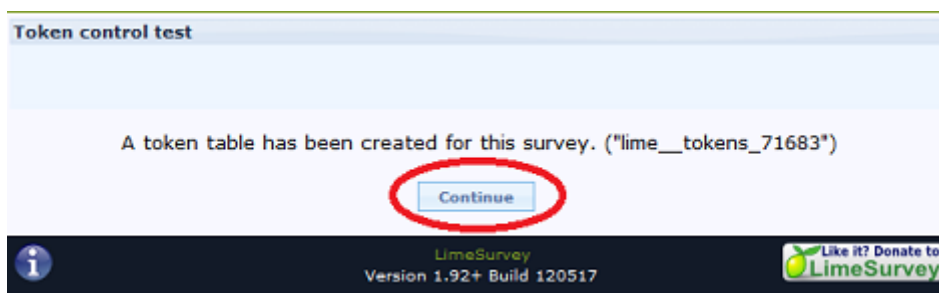 Token control test
A token table has been created for this survey. ("lime__tokens_71683")
Continue
LimeSurvey
Version 1.92+ Build 120517
Like it? Donate to
LimeSurvey